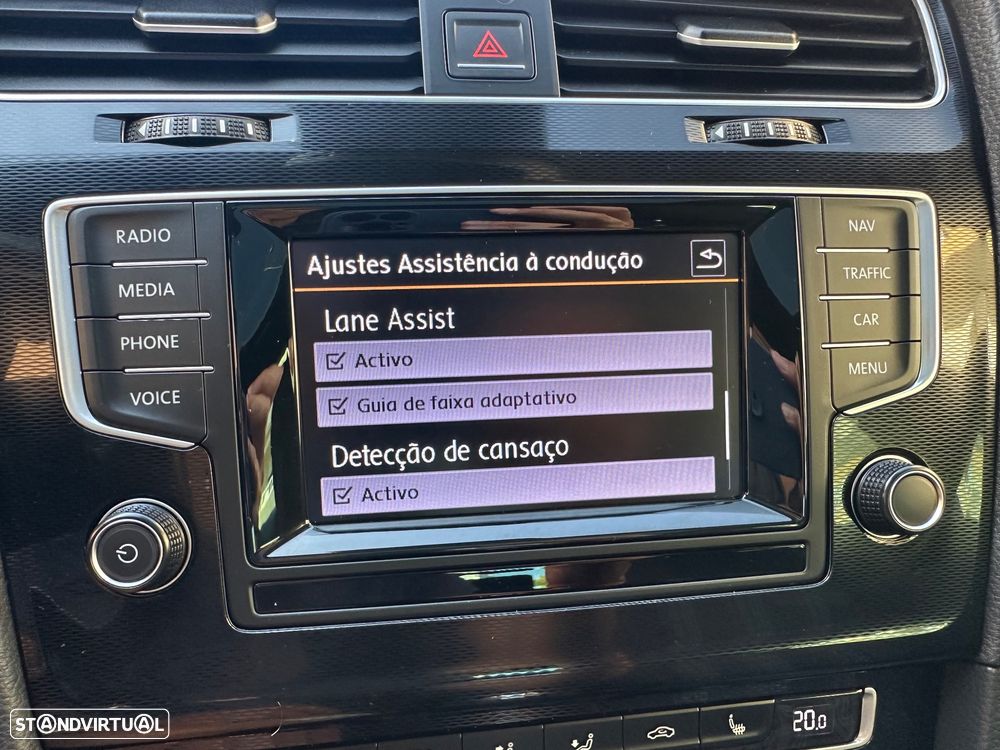 RADIO
MEDIA
PHONE
VOICE
Ajustes Assistência à condução
Lane Assist
Activo
Guia de faixa adaptativo
Detecção de cansaço
Activo
NAV
TRAFFIC
CAR
MENU
20.0
STANDVIRTUAL